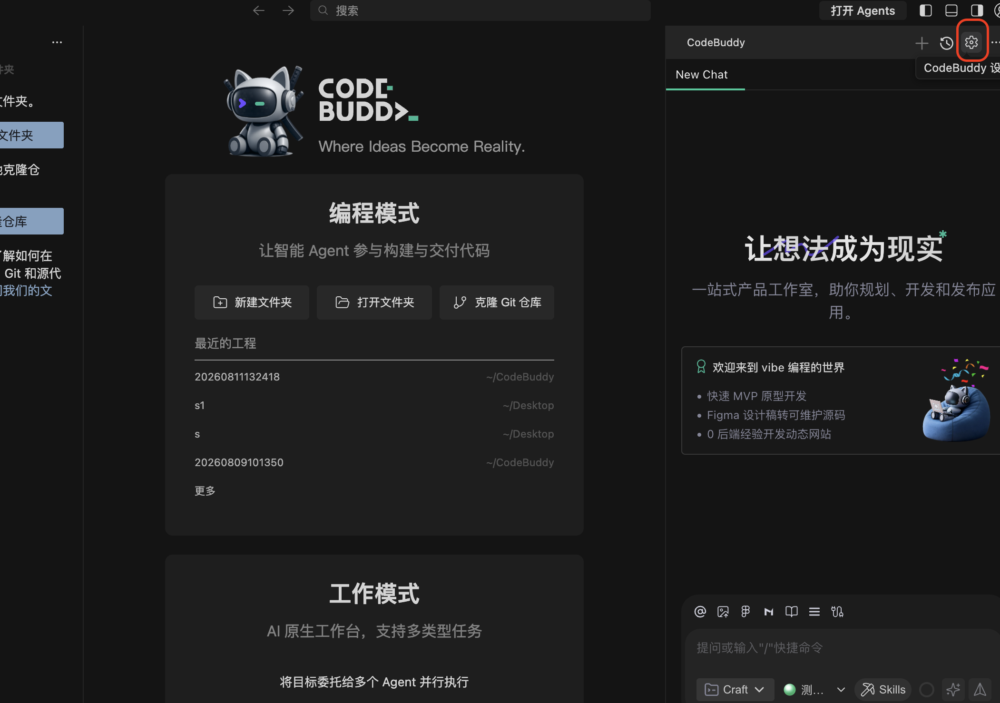 搜索
打开 Agents
件夹
文件夹。
文件夹
克隆仓
仓库
解如何在
Git 和源代
我们的文
CODE
BUDD>_
Where Ideas Become Reality.
编程模式
让智能 Agent 参与构建与交付代码
新建文件夹
打开文件夹
克隆 Git 仓库
最近的工程
20260811132418 ~/CodeBuddy
s1 ~/Desktop
s ~/Desktop
20260809101350 ~/CodeBuddy
更多
工作模式
AI 原生工作台，支持多类型任务
将目标委托给多个 Agent 并行执行
CodeBuddy
CodeBuddy 设
New Chat
让想法成为现实
一站式产品工作室，助你规划、开发和发布应
用。
欢迎来到 vibe 编程的世界
• 快速 MVP 原型开发
• Figma 设计稿转可维护源码
• 0 后端经验开发动态网站
提问或输入"/"快捷命令
Craft
测...
Skills